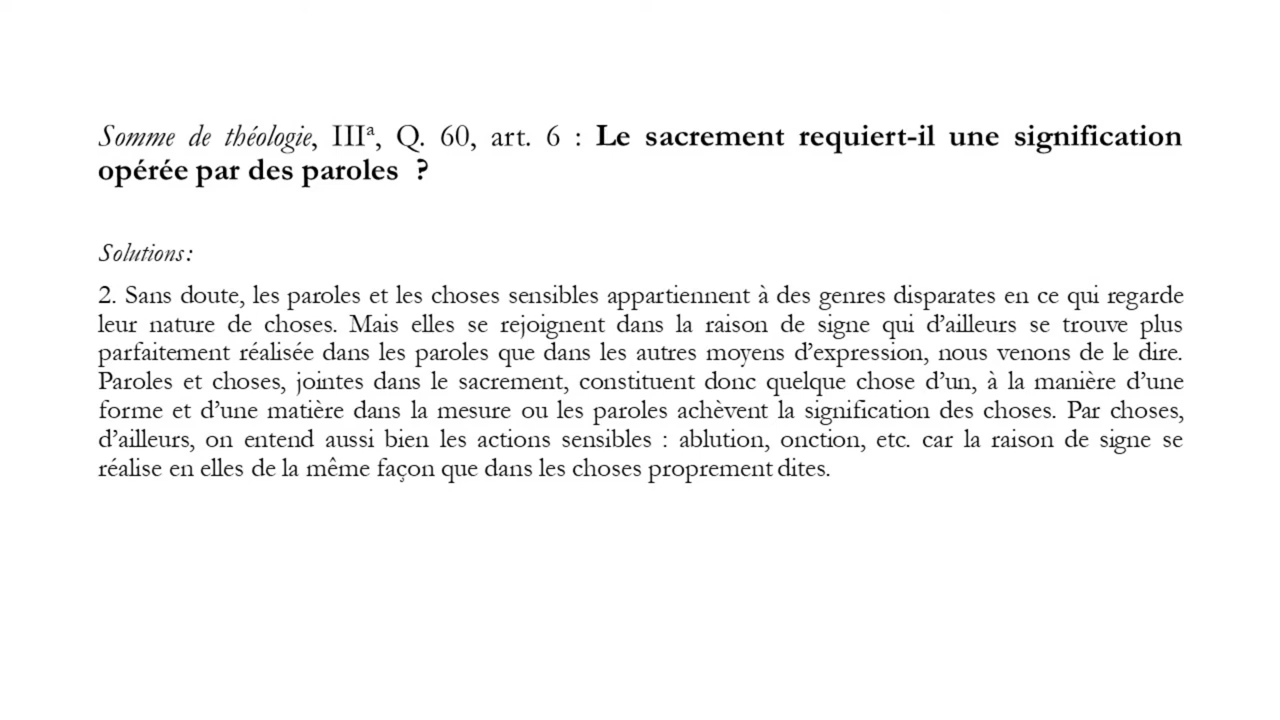 Somme de théologie, IIIª, Q. 60, art. 6 : Le sacrement requiert-il une signification
opérée par des paroles ?
Solutions :
2. Sans doute, les paroles et les choses sensibles appartiennent à des genres disparates en ce qui regarde
leur nature de choses. Mais elles se rejoignent dans la raison de signe qui d’ailleurs se trouve plus
parfaitement réalisée dans les paroles que dans les autres moyens d’expression, nous venons de le dire.
Paroles et choses, jointes dans le sacrement, constituent donc quelque chose d’un, à la manière d’une
forme et d’une matière dans la mesure ou les paroles achèvent la signification des choses. Par choses,
d’ailleurs, on entend aussi bien les actions sensibles : ablution, onction, etc. car la raison de signe se
réalise en elles de la même façon que dans les choses proprement dites.